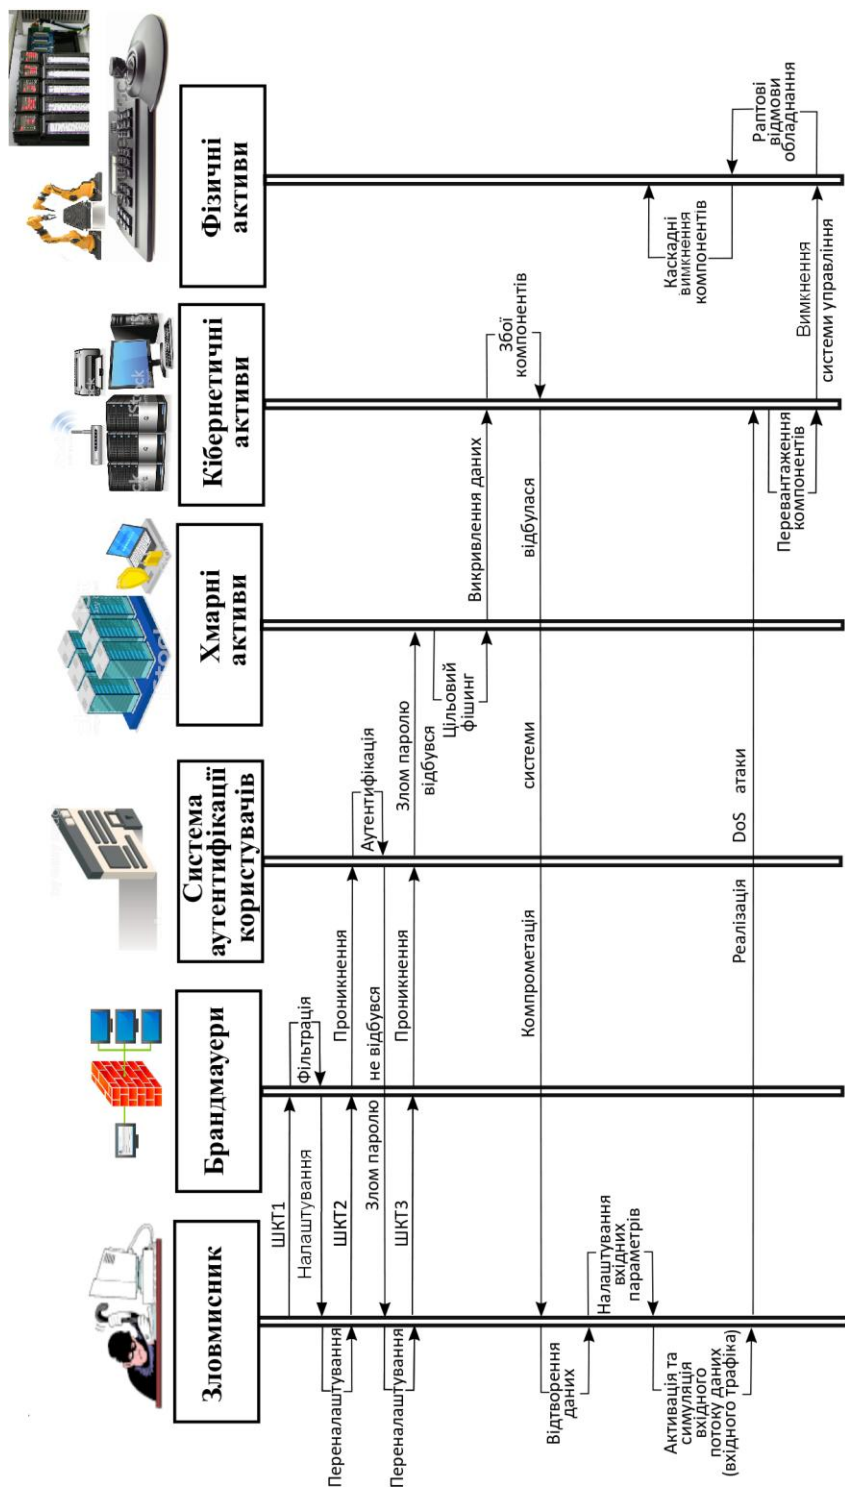 Зловмисник
Брандмауери
Система
аутентифікації
користувачів
Хмарні
активи
Кібернетичні
активи
Фізичні
активи
ШКТ1
Фільтрація
Налаштування
Переналаштування
ШКТ2
Проникнення
Аутентифікація
Злом паролю не відбувся
Переналаштування
ШКТ3
Проникнення
Злом паролю
відбувся
Цільовий
фішинг
Викривлення даних
Збої
компонентів
Компрометація системи відбулася
Відтворення
даних
Налаштування
вхідних
параметрів
Активація та
симуляція
вхідного
потоку даних
(вхідного трафіка)
Реалізація DoS атаки
Перевантаження
компонентів
Вимкнення
системи управління
Раптові
відмови
обладнання
Каскадні
вимкнення
компонентів
iStock